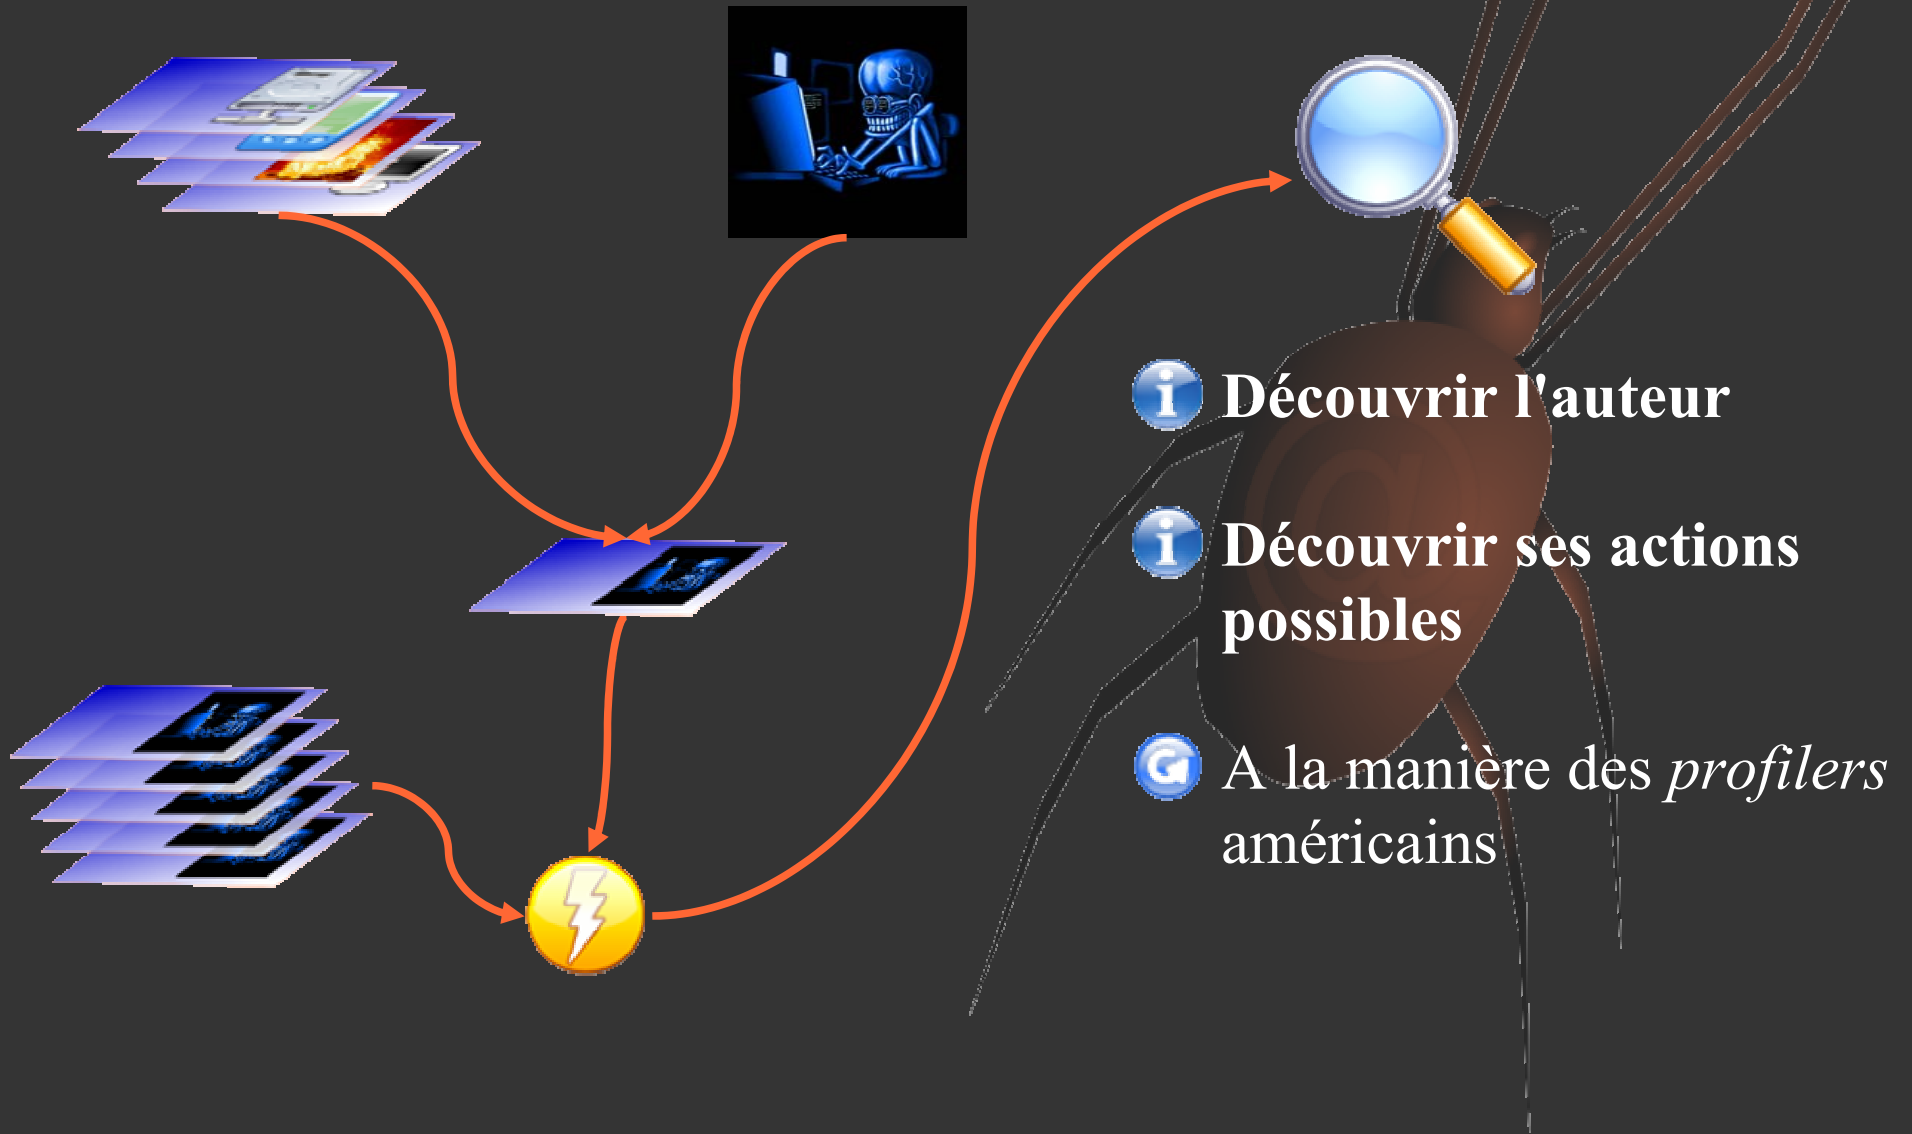 Découvrir l'auteur
Découvrir ses actions
possibles
A la manière des profilers
américains